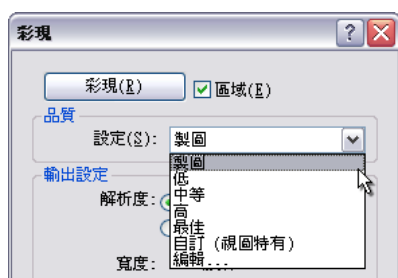 彩現
彩現(R) 區域(E)
品質
設定(S): 製圖
製圖
低
輸出設定
解析度: 中等
高
最佳
自訂 (視圖特有)
寬度: 編輯...